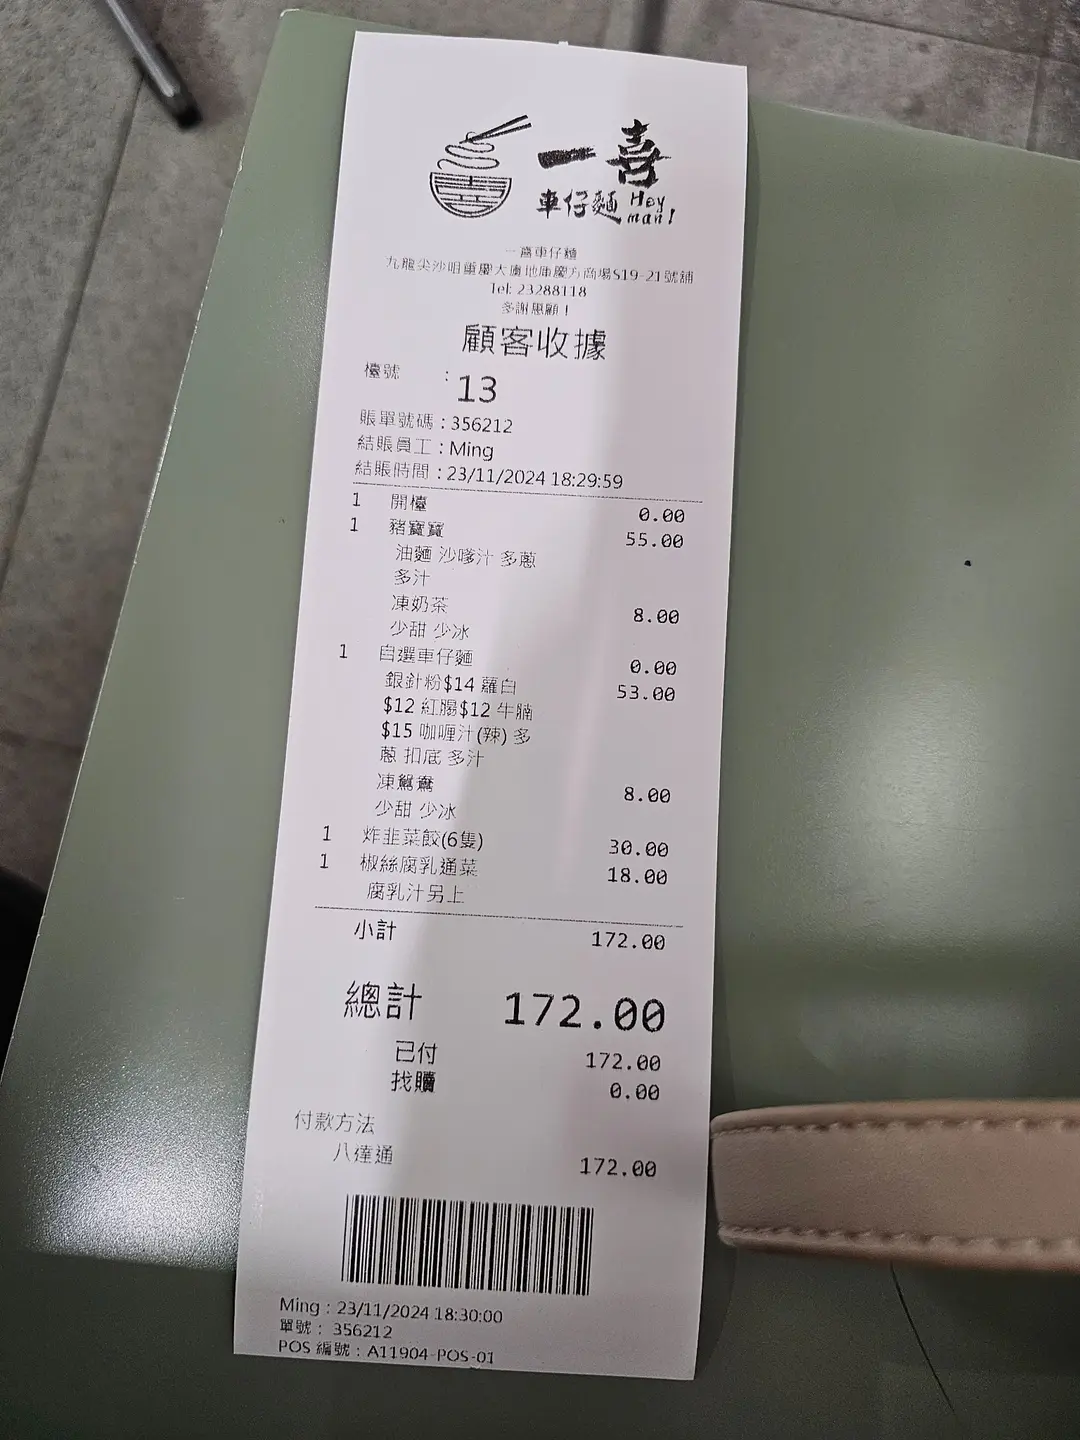 一喜
車仔麵 Hey man!
一囍車仔麵
九龍尖沙咀重慶大廈地庫慶方商場S19-21號舖
Tel: 23288118
多謝惠顧！
顧客收據
檯號 : 13
賬單號碼 : 356212
結賬員工 : Ming
結賬時間 : 23/11/2024 18:29:59
1 開檯 0.00
1 豬寶寶 55.00
油麵 沙嗲汁 多蔥
多汁
凍奶茶 8.00
少甜 少冰
1 自選車仔麵 0.00
銀針粉$14 蘿白 53.00
$12 紅腸$12 牛腩
$15 咖喱汁(辣) 多
蔥 扣底 多汁
凍鴛鴦 8.00
少甜 少冰
1 炸韭菜餃(6隻) 30.00
1 椒絲腐乳通菜 18.00
腐乳汁另上
小計 172.00
總計 172.00
已付 172.00
找贖 0.00
付款方法
八達通 172.00
Ming : 23/11/2024 18:30:00
單號 : 356212
POS 編號 : A11904-POS-01